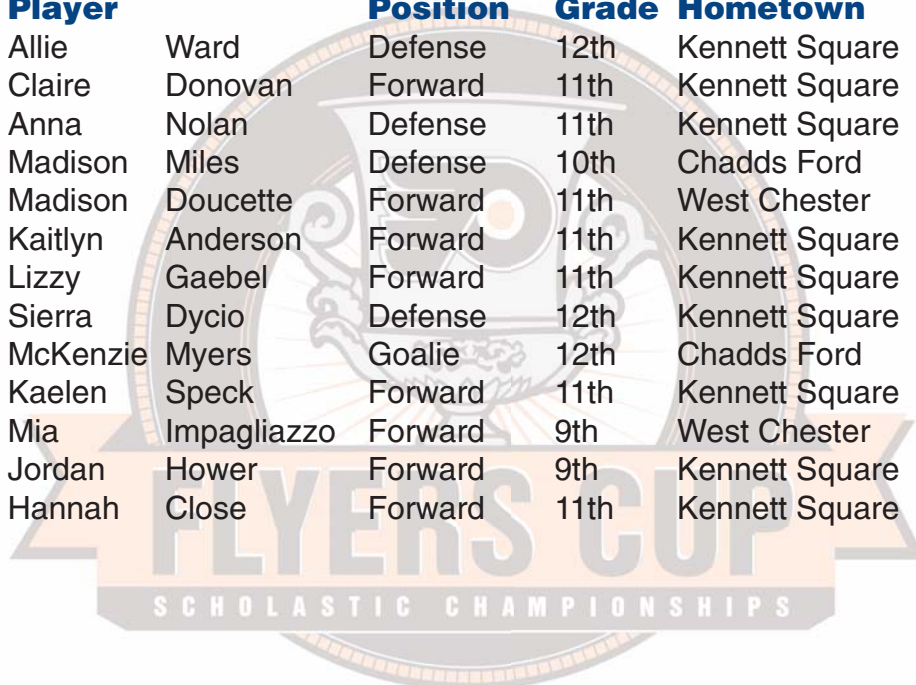 Player Position Grade Hometown
Allie Ward Defense 12th Kennett Square
Claire Donovan Forward 11th Kennett Square
Anna Nolan Defense 11th Kennett Square
Madison Miles Defense 10th Chadds Ford
Madison Doucette Forward 11th West Chester
Kaitlyn Anderson Forward 11th Kennett Square
Lizzy Gaebel Forward 11th Kennett Square
Sierra Dycio Defense 12th Kennett Square
McKenzie Myers Goalie 12th Chadds Ford
Kaelen Speck Forward 11th Kennett Square
Mia Impagliazzo Forward 9th West Chester
Jordan Hower Forward 9th Kennett Square
Hannah Close Forward 11th Kennett Square
FLYERS CUP
SCHOLASTIC CHAMPIONSHIPS